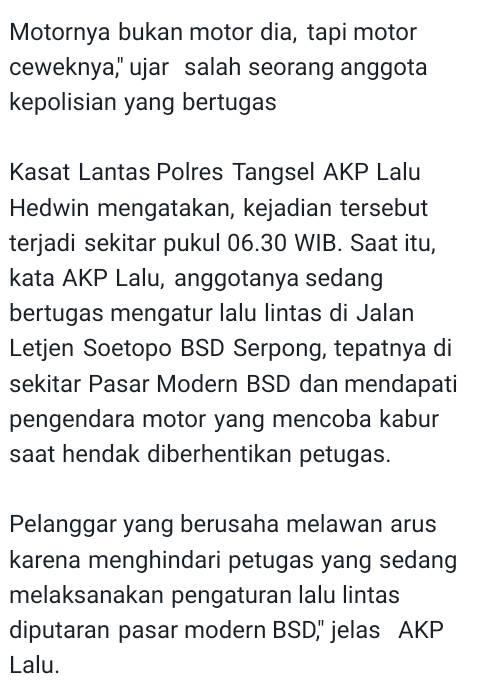 Motornya bukan motor dia, tapi motor
ceweknya," ujar salah seorang anggota
kepolisian yang bertugas
Kasat Lantas Polres Tangsel AKP Lalu
Hedwin mengatakan, kejadian tersebut
terjadi sekitar pukul 06.30 WIB. Saat itu,
kata AKP Lalu, anggotanya sedang
bertugas mengatur lalu lintas di Jalan
Letjen Soetopo BSD Serpong, tepatnya di
sekitar Pasar Modern BSD dan mendapati
pengendara motor yang mencoba kabur
saat hendak diberhentikan petugas.
Pelanggar yang berusaha melawan arus
karena menghindari petugas yang sedang
melaksanakan pengaturan lalu lintas
diputaran pasar modern BSD," jelas AKP
Lalu.